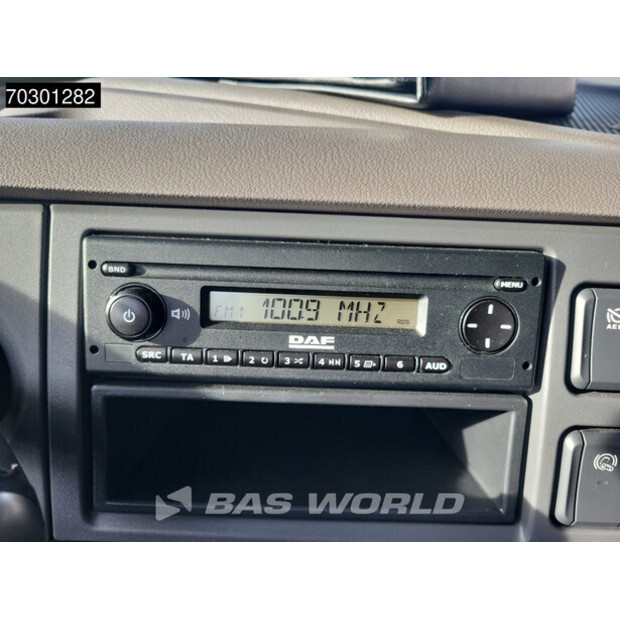 70301282
BND
MENU
FM1 100.9 MHZ
RDS
DAF
SRC TA 1 2 3 4 5 6 AUD
AEB
BAS WORLD